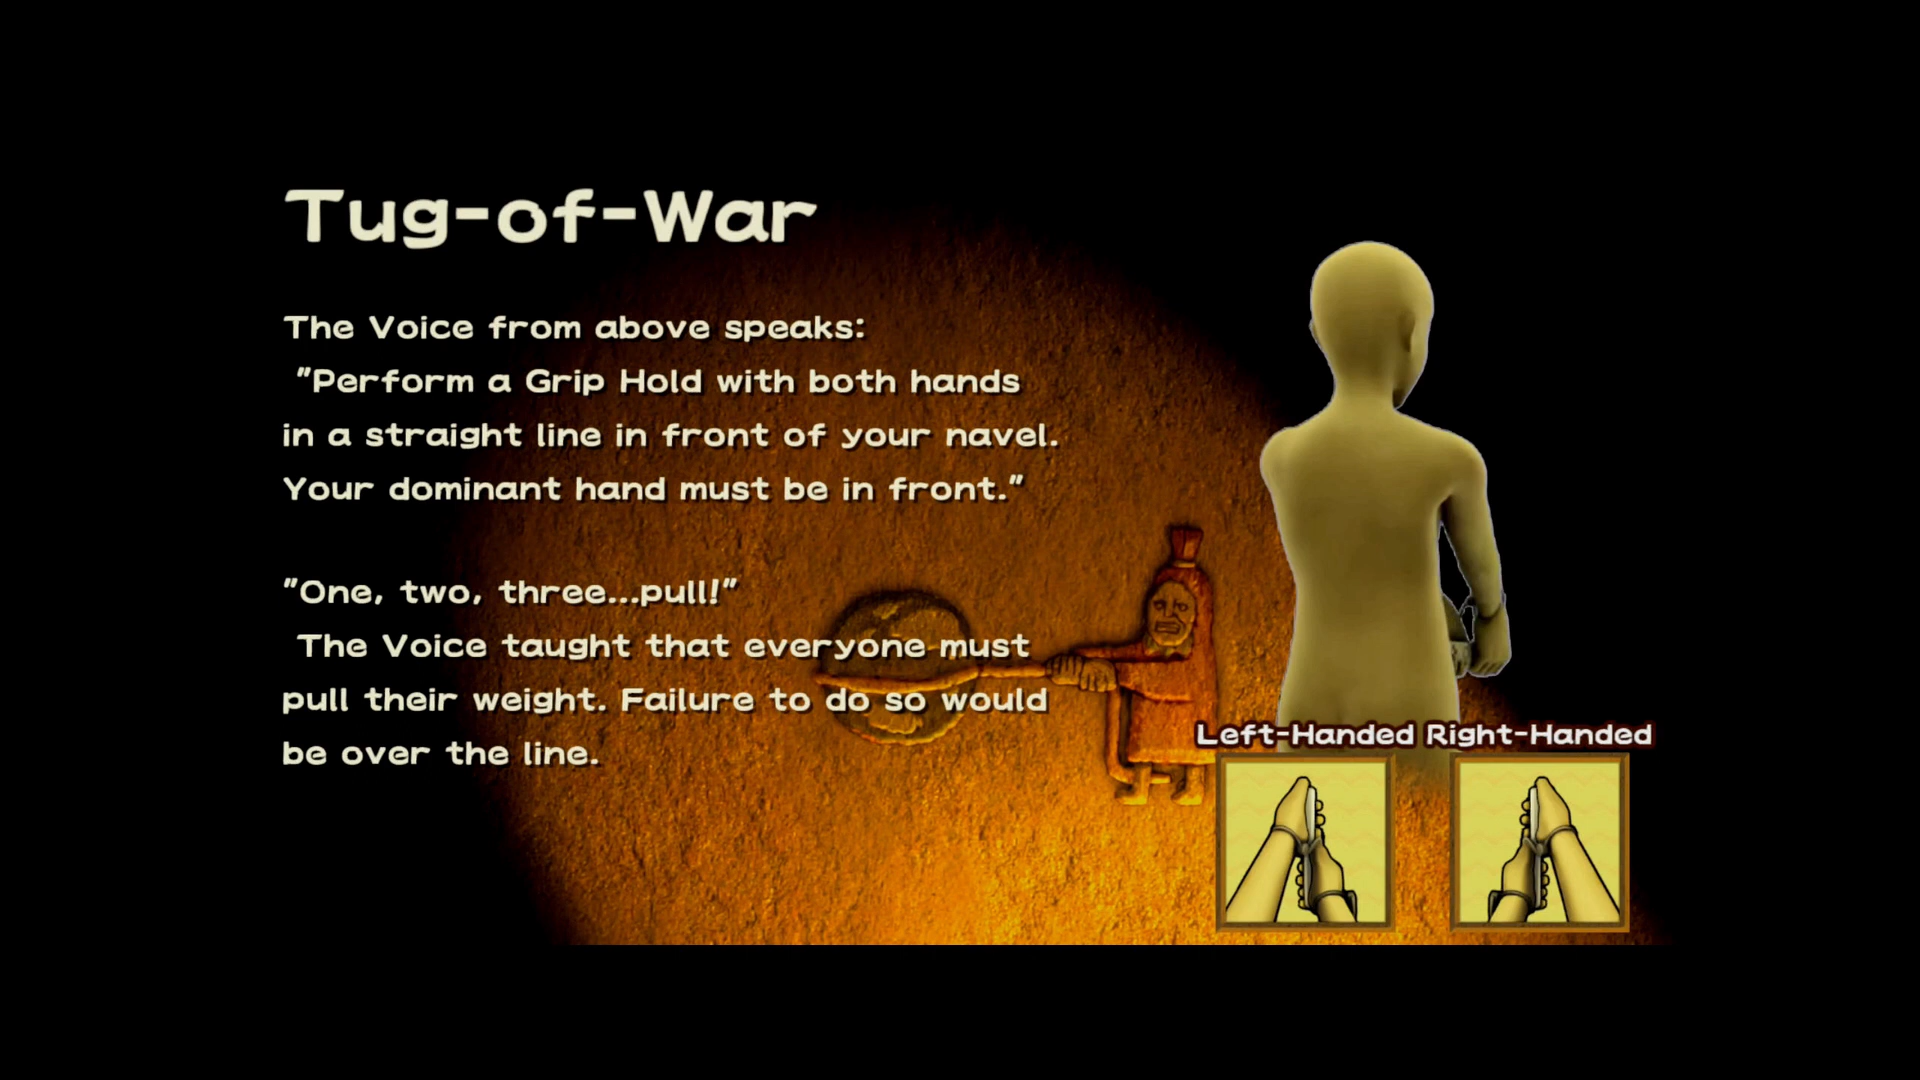 Tug-of-War
The Voice from above speaks:
"Perform a Grip Hold with both hands
in a straight line in front of your navel.
Your dominant hand must be in front."
"One, two, three...pull!"
The Voice taught that everyone must
pull their weight. Failure to do so would
be over the line.
Left-Handed Right-Handed